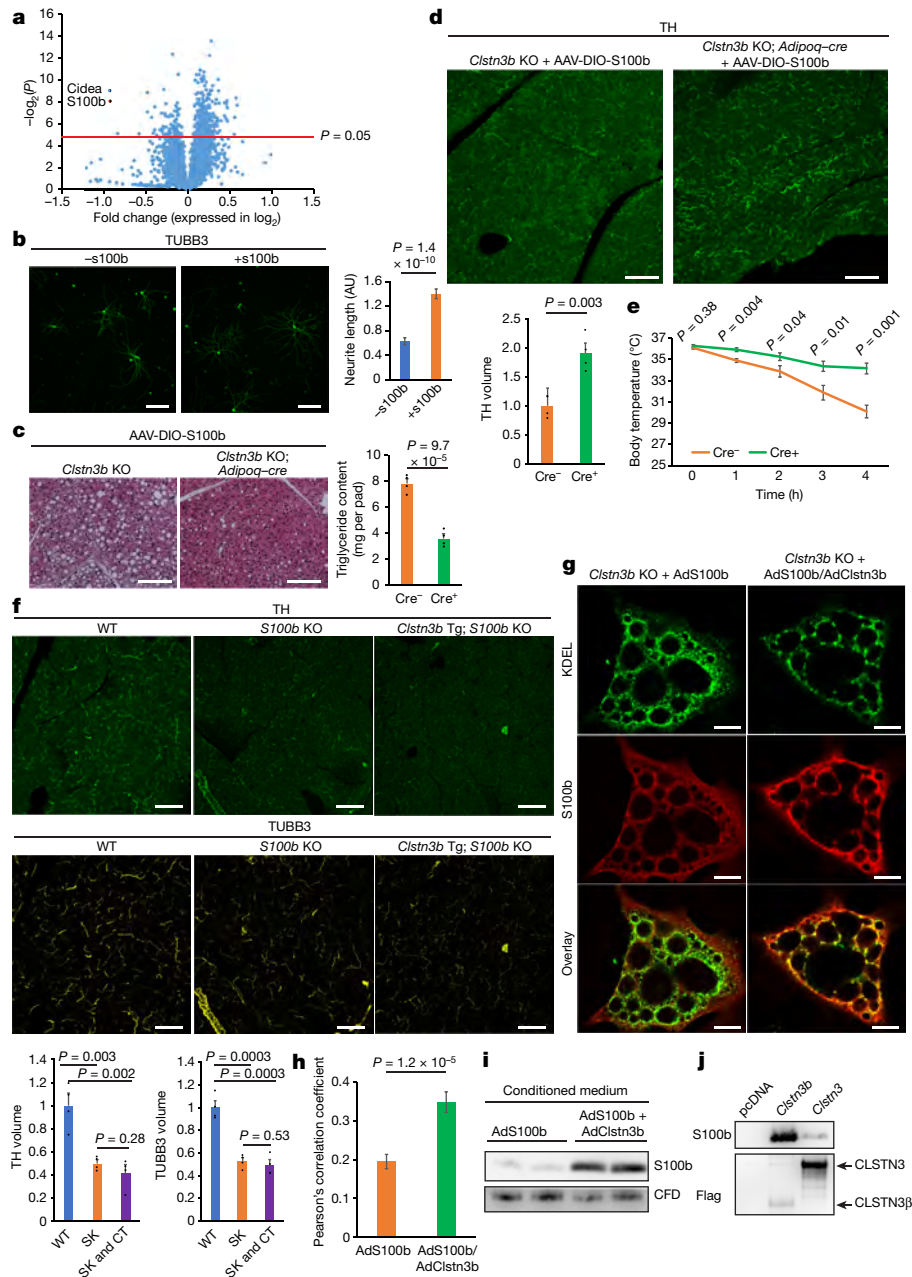 a
16
14
12
10
8
6
4
2
0
–log2(P)
Cidea
S100b
P = 0.05
–1.5 –1.0 –0.5 0 0.5 1.0 1.5
Fold change (expressed in log2)
b
TUBB3
–s100b +s100b
P = 1.4
× 10–10
1.6
1.2
0.8
0.4
0
Neurite length (AU)
–s100b +s100b
c
AAV-DIO-S100b
Clstn3b KO
Clstn3b KO;
Adipoq–cre
P = 9.7
× 10–5
10
8
6
4
2
0
Triglyceride content
(mg per pad)
Cre– Cre+
d
TH
Clstn3b KO + AAV-DIO-S100b
Clstn3b KO; Adipoq–cre
+ AAV-DIO-S100b
P = 0.003
2.5
2.0
1.5
1.0
0.5
0
TH volume
Cre– Cre+
e
P = 0.38 P = 0.004 P = 0.04 P = 0.01 P = 0.001
37
35
33
31
29
27
25
Body temperature (°C)
Cre– Cre+
0 1 2 3 4
Time (h)
f
TH
WT S100b KO Clstn3b Tg; S100b KO
TUBB3
WT S100b KO Clstn3b Tg; S100b KO
P = 0.003
P = 0.002
P = 0.28
1.4
1.2
1.0
0.8
0.6
0.4
0.2
0
TH volume
WT SK SK and CT
P = 0.0003
P = 0.0003
P = 0.53
1.4
1.2
1.0
0.8
0.6
0.4
0.2
0
TUBB3 volume
WT SK SK and CT
g
Clstn3b KO + AdS100b
Clstn3b KO +
AdS100b/AdClstn3b
KDEL
S100b
Overlay
h
P = 1.2 × 10–5
0.4
0.3
0.2
0.1
0
Pearson's correlation coefficient
AdS100b AdS100b/
AdClstn3b
i
Conditioned medium
AdS100b
AdS100b +
AdClstn3b
S100b
CFD
j
pcDNA Clstn3b Clstn3
S100b
Flag
CLSTN3
CLSTN3β